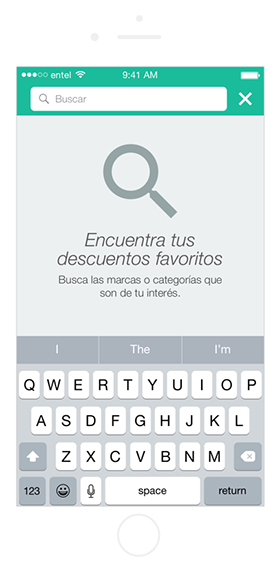 entel 9:41 AM
Buscar
Encuentra tus
descuentos favoritos
Busca las marcas o categorías que
son de tu interés.
I The I'm
Q W E R T Y U I O P
A S D F G H J K L
Z X C V B N M
123 space return